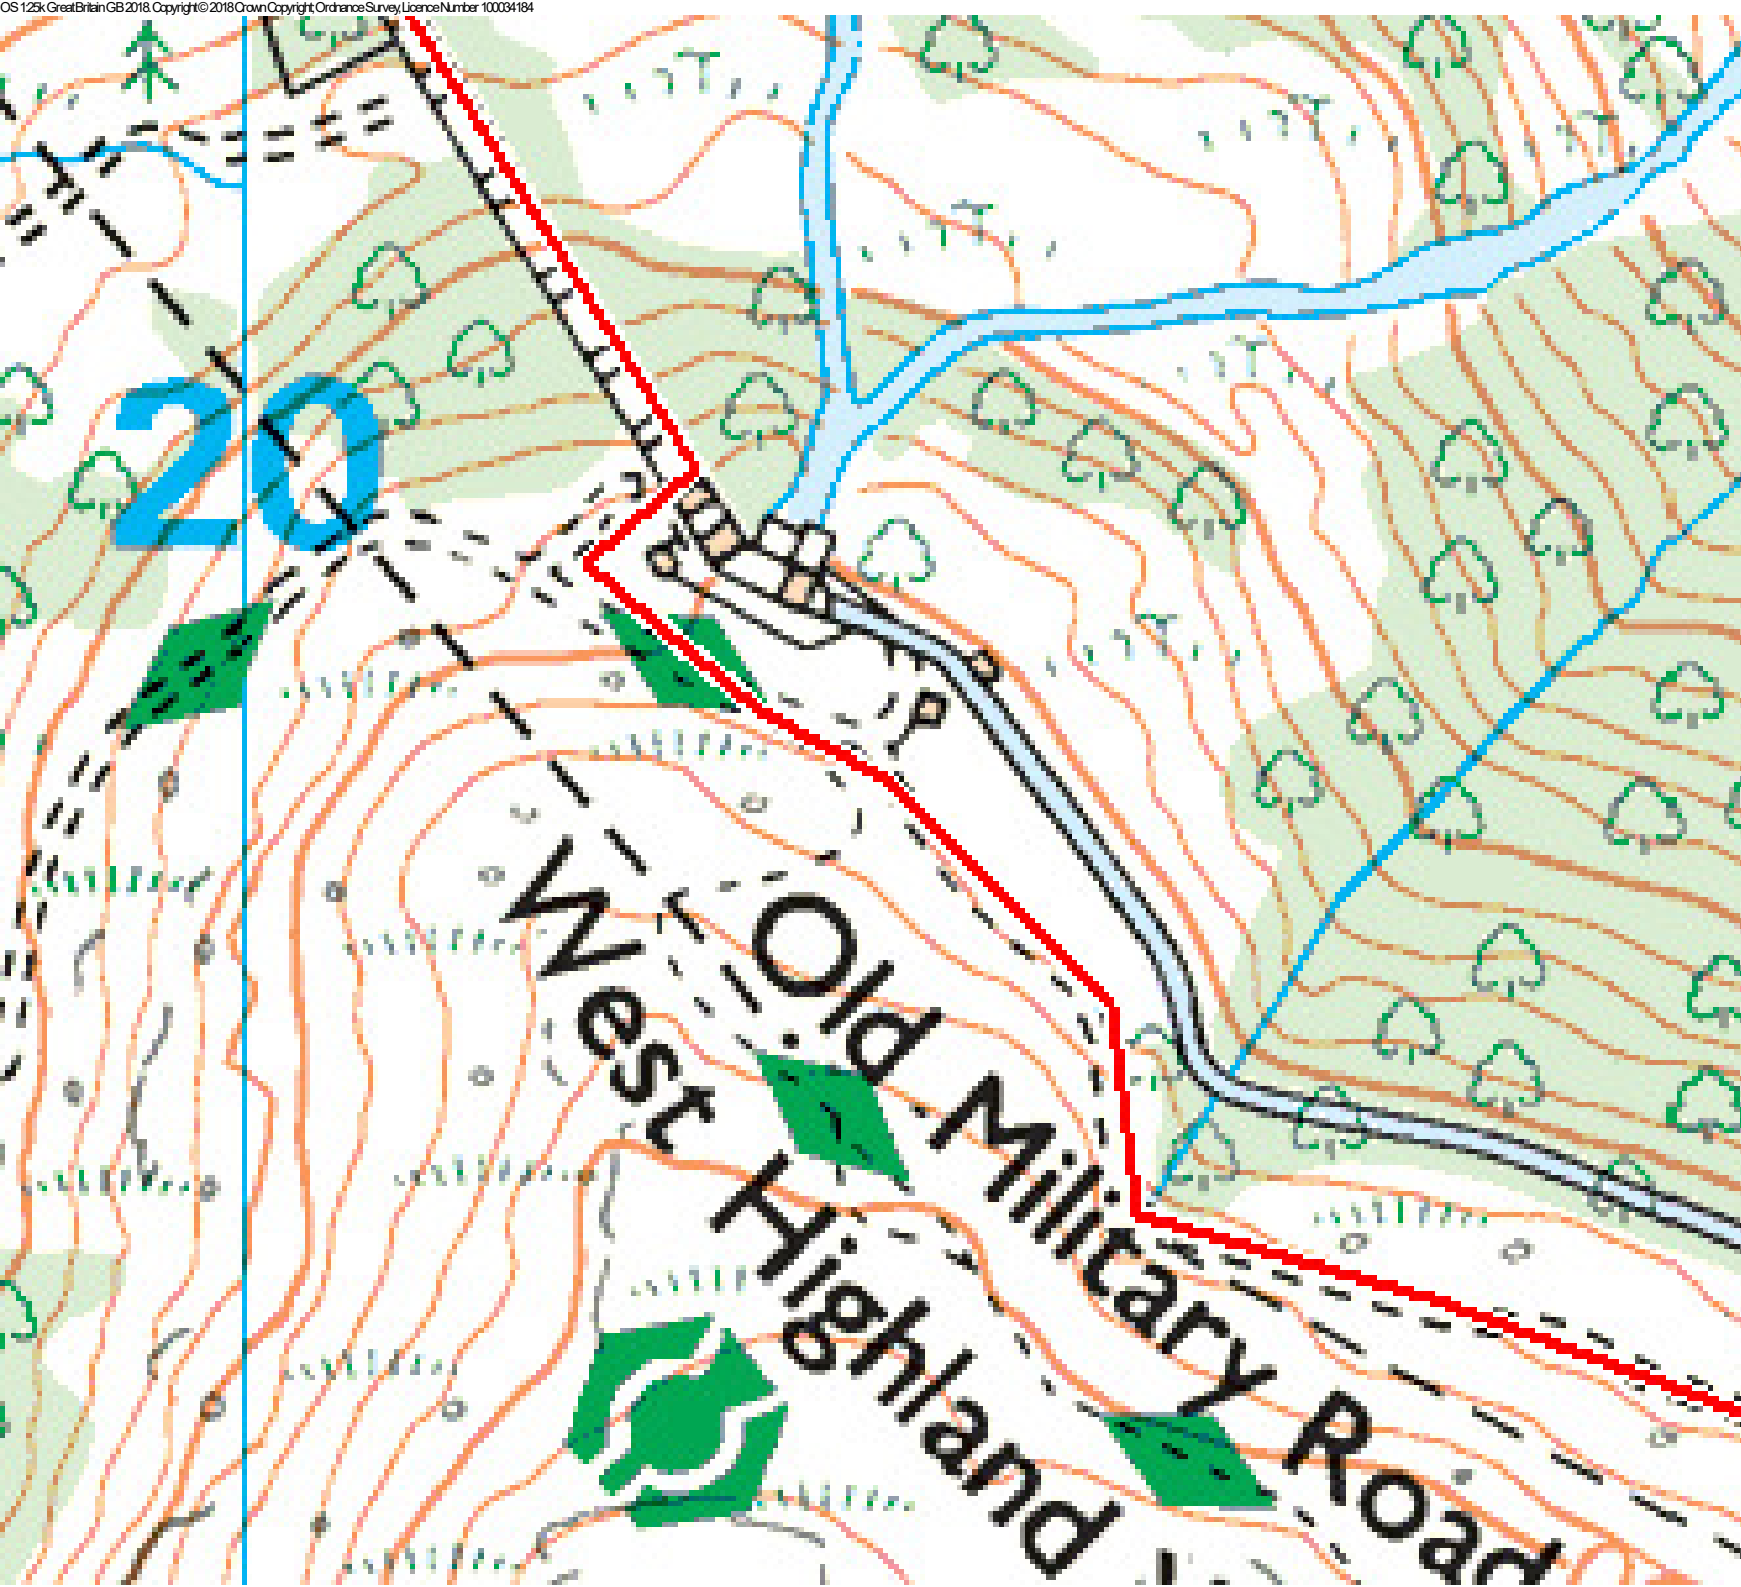 OS 1:25k Great Britain GB 2018. Copyright © 2018 Crown Copyright; Ordnance Survey, Licence Number 100034184
20
Old Military Road
West Highland